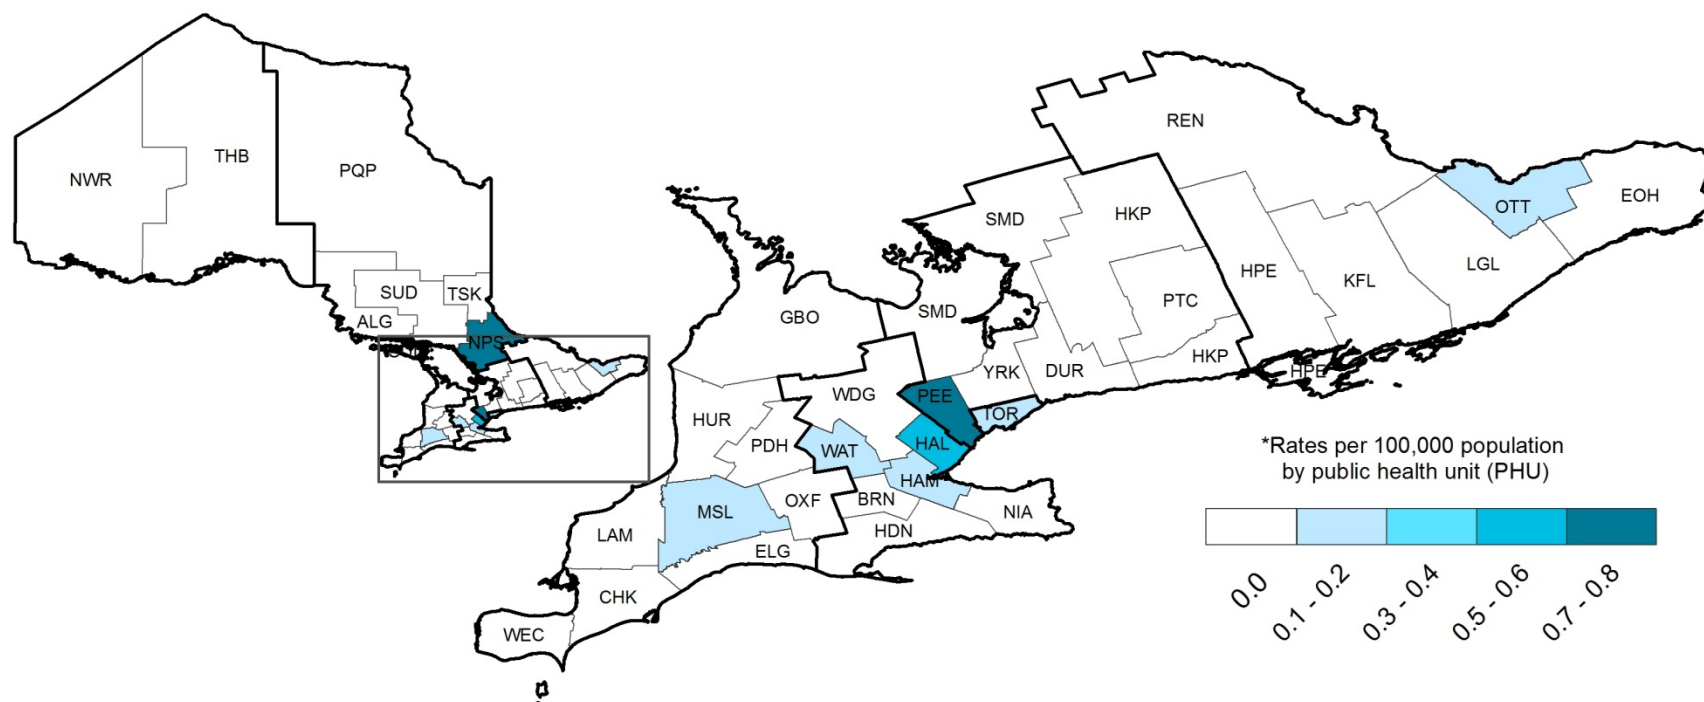 NWR
THB
PQP
SUD
TSK
ALG
NPS
REN
SMD
HKP
OTT
EOH
HPE
KFL
LGL
PTC
GBO
SMD
HKP
HPE
YRK
DUR
WDG
PEE
TOR
HUR
PDH
WAT
HAL
HAM
MSL
OXF
BRN
NIA
LAM
ELG
HDN
CHK
WEC
*Rates per 100,000 population
by public health unit (PHU)
0.0
0.1 - 0.2
0.3 - 0.4
0.5 - 0.6
0.7 - 0.8